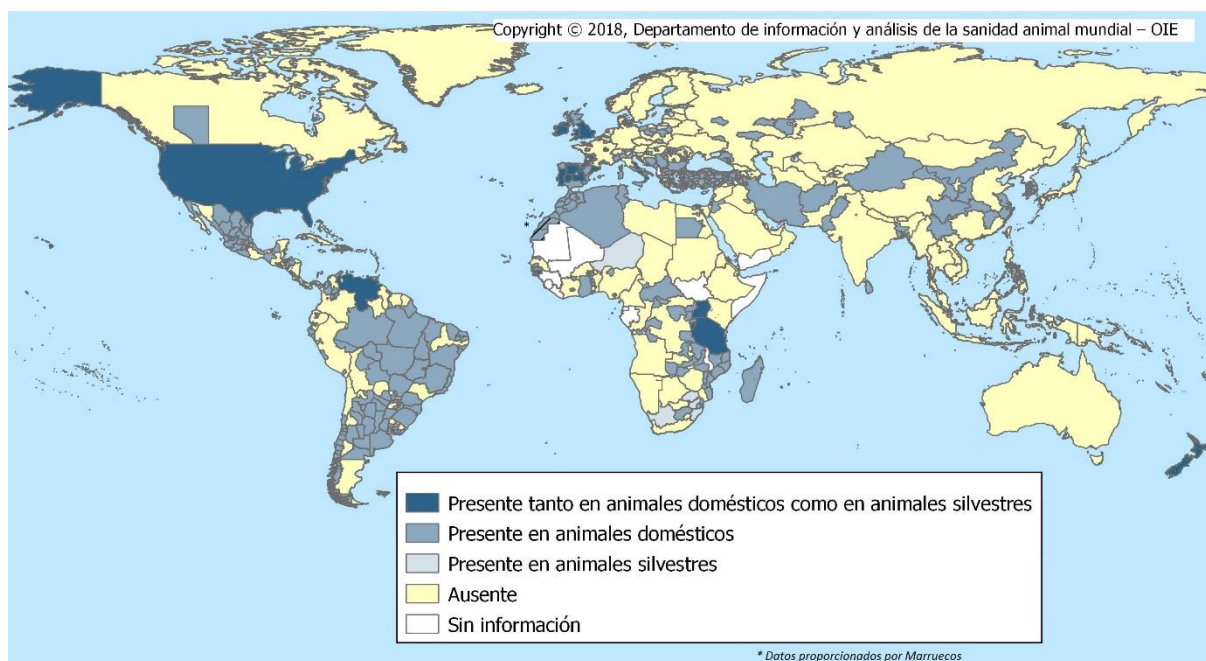 Copyright © 2018, Departamento de información y análisis de la sanidad animal mundial – OIE
*
Presente tanto en animales domésticos como en animales silvestres
Presente en animales domésticos
Presente en animales silvestres
Ausente
Sin información
* Datos proporcionados por Marruecos